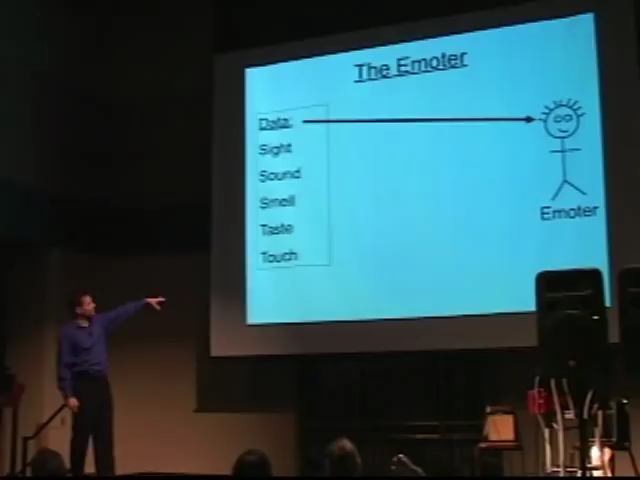 The Emoter
Data:
Sight
Sound
Smell
Taste
Touch
Emoter